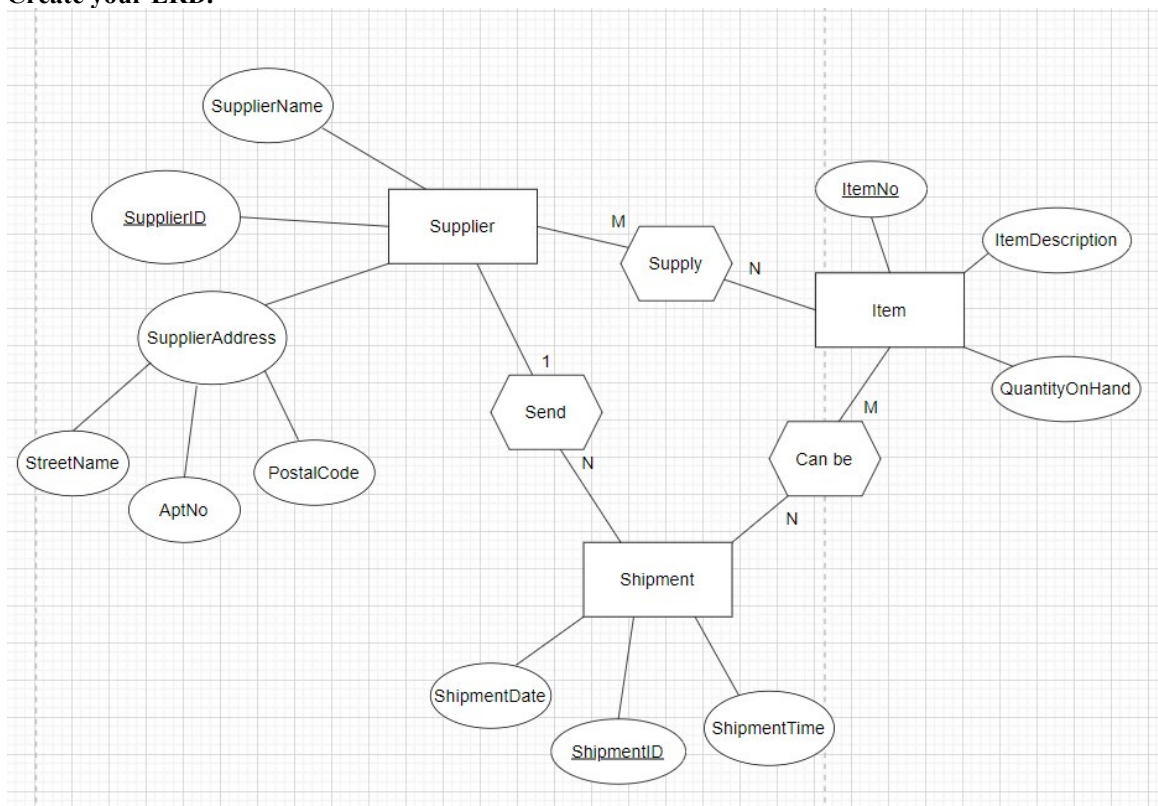 Create your ERD:
SupplierName
SupplierID
Supplier
SupplierAddress
StreetName
AptNo
PostalCode
M
Supply
N
ItemNo
ItemDescription
Item
QuantityOnHand
1
Send
N
M
Can be
N
Shipment
ShipmentDate
ShipmentID
ShipmentTime